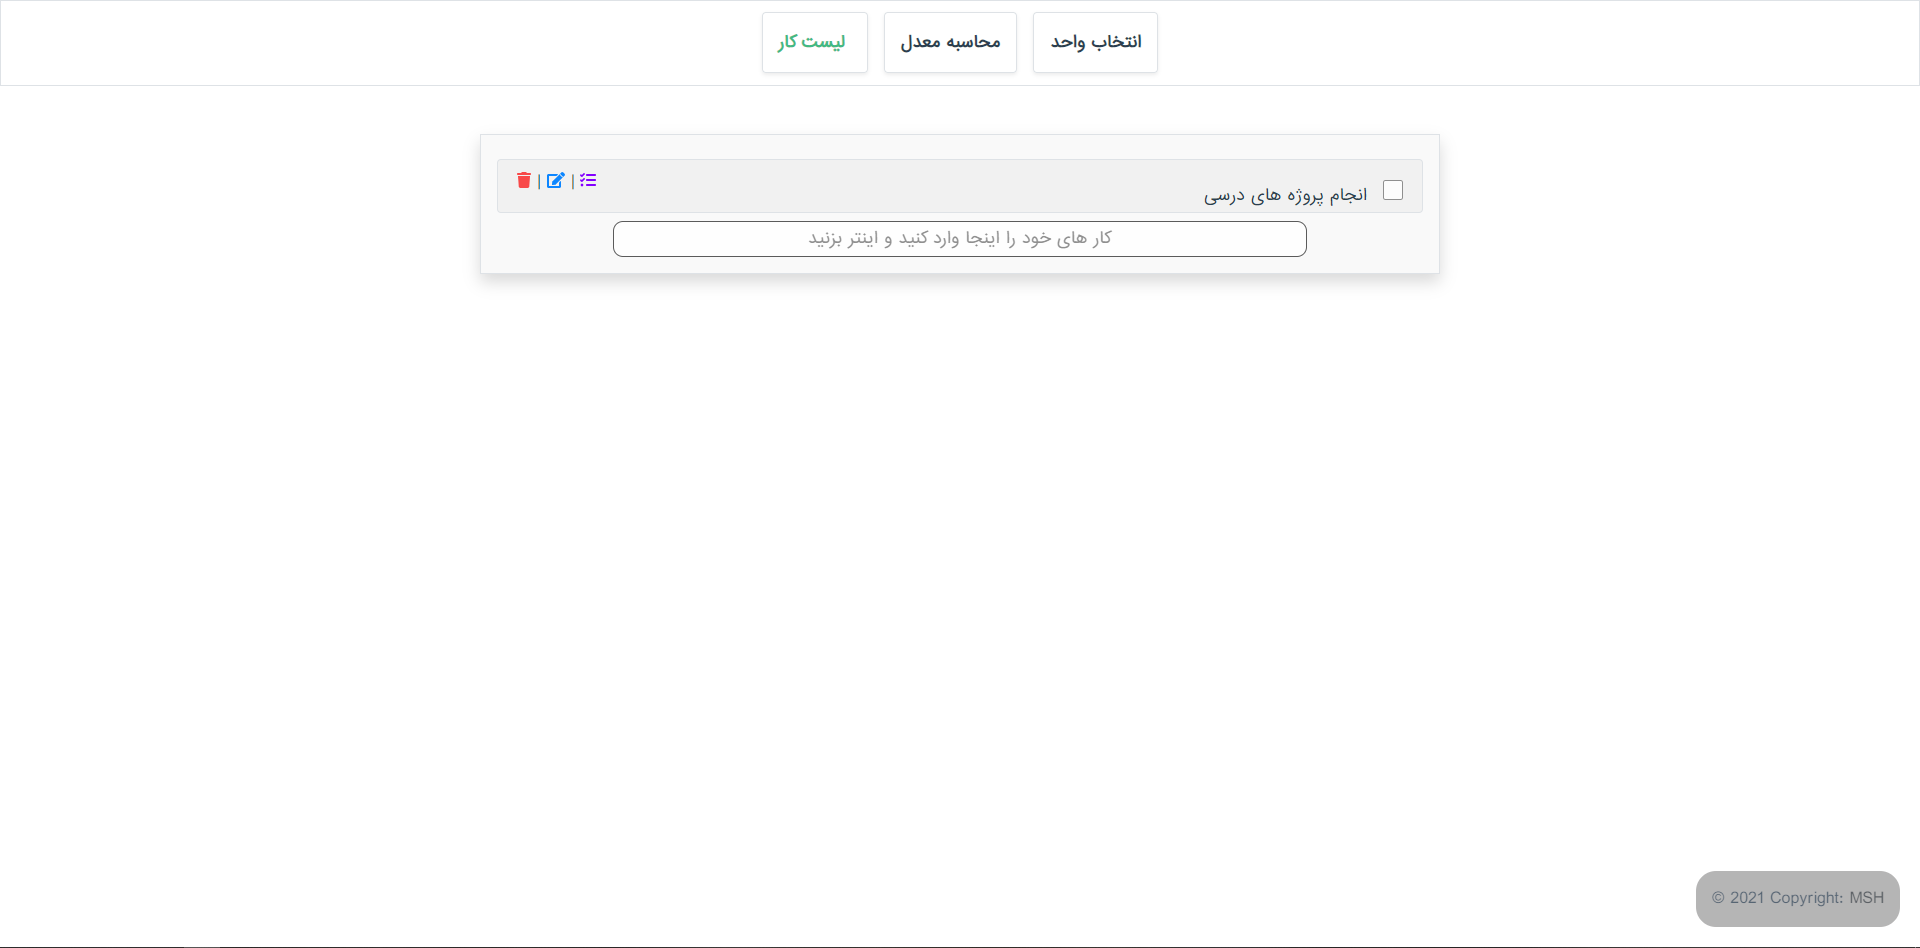 انتخاب واحد
محاسبه معدل
لیست کار
انجام پروژه های درسی
کار های خود را اینجا وارد کنید و اینتر بزنید
© 2021 Copyright: MSH